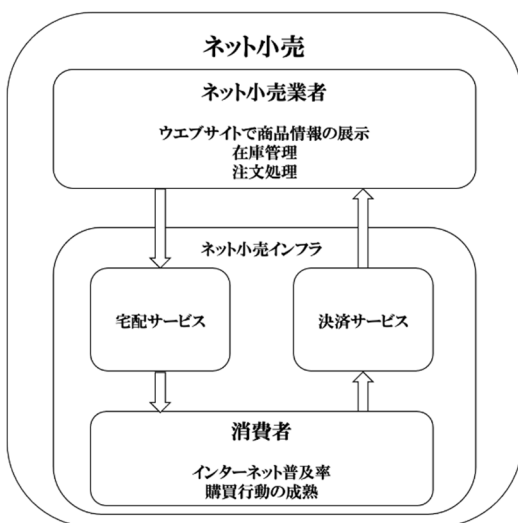 ネット小売
ネット小売業者
ウエブサイトで商品情報の展示
在庫管理
注文処理
ネット小売インフラ
宅配サービス
決済サービス
消費者
インターネット普及率
購買行動の成熟